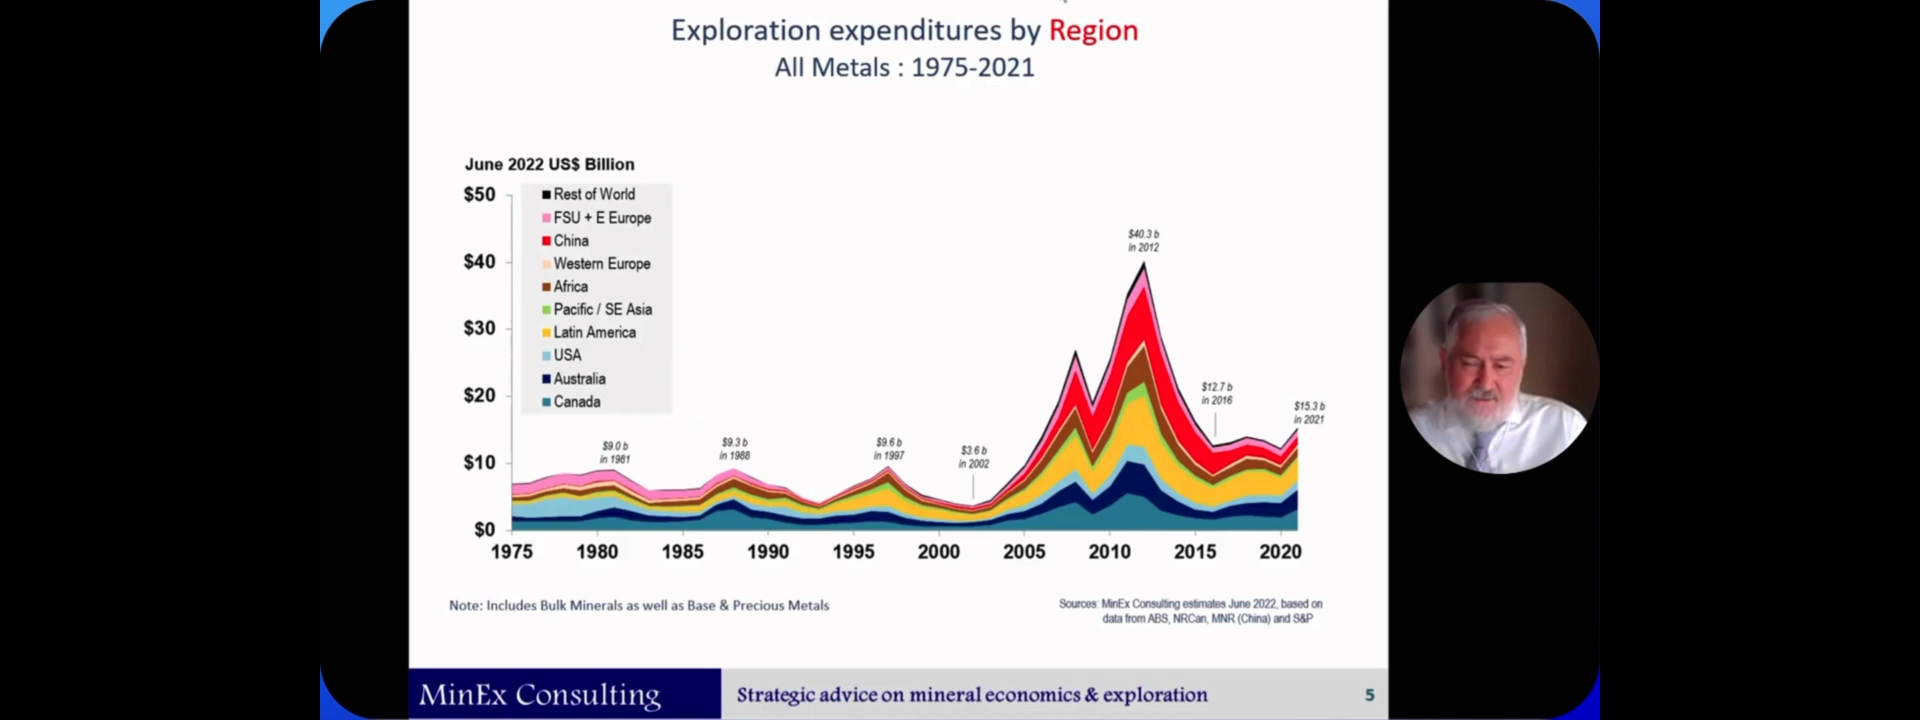 Exploration expenditures by Region
All Metals : 1975-2021
June 2022 US$ Billion
$50
$40
$30
$20
$10
$0
Rest of World
FSU + E Europe
China
Western Europe
Africa
Pacific / SE Asia
Latin America
USA
Australia
Canada
$9.0 b
in 1981
$9.3 b
in 1988
$9.6 b
in 1997
$3.6 b
in 2002
$40.3 b
in 2012
$12.7 b
in 2016
$15.3 b
in 2021
1975 1980 1985 1990 1995 2000 2005 2010 2015 2020
Note: Includes Bulk Minerals as well as Base & Precious Metals
Sources: MinEx Consulting estimates June 2022, based on
data from ABS, NRCan, MNR (China) and S&P
MinEx Consulting
Strategic advice on mineral economics & exploration
5